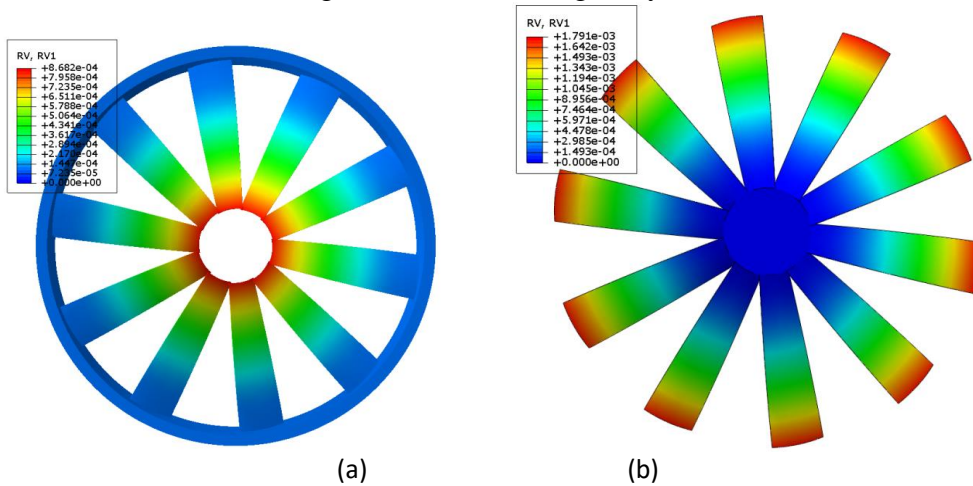 RV, RV1
+8.682e-04
+7.958e-04
+7.235e-04
+6.511e-04
+5.788e-04
+5.064e-04
+4.341e-04
+3.617e-04
+2.894e-04
+2.170e-04
+1.447e-04
+7.235e-05
+0.000e+00
RV, RV1
+1.791e-03
+1.642e-03
+1.493e-03
+1.343e-03
+1.194e-03
+1.045e-03
+8.956e-04
+7.464e-04
+5.971e-04
+4.478e-04
+2.985e-04
+1.493e-04
+0.000e+00
(a)
(b)